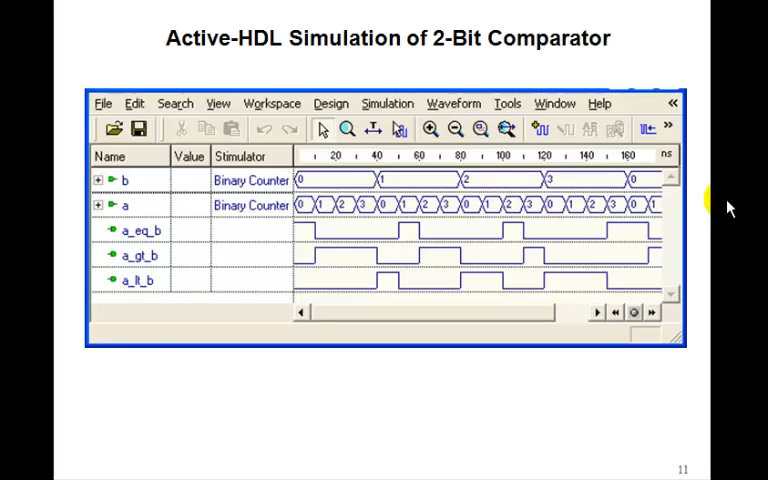 Active-HDL Simulation of 2-Bit Comparator
File Edit Search View Workspace Design Simulation Waveform Tools Window Help «
Name Value Stimulator 20 40 60 80 100 120 140 160 ns
b Binary Counter 0 1 2 3 0
a Binary Counter 0 1 2 3 0 1 2 3 0 1 2 3 0 1 2 3 0 1
a_eq_b
a_gt_b
a_lt_b
11